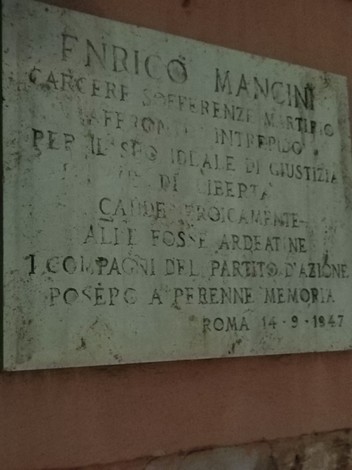 ENRICO MANCINI
CARCERE SOFFERENZE MARTIRIO
AFFRONTÒ INTREPIDO
PER IL SUO IDEALE DI GIUSTIZIA
DI LIBERTÀ
CADDE EROICAMENTE
ALLE FOSSE ARDEATINE
I COMPAGNI DEL PARTITO D'AZIONE
POSERO A PERENNE MEMORIA
ROMA 14-9-1947